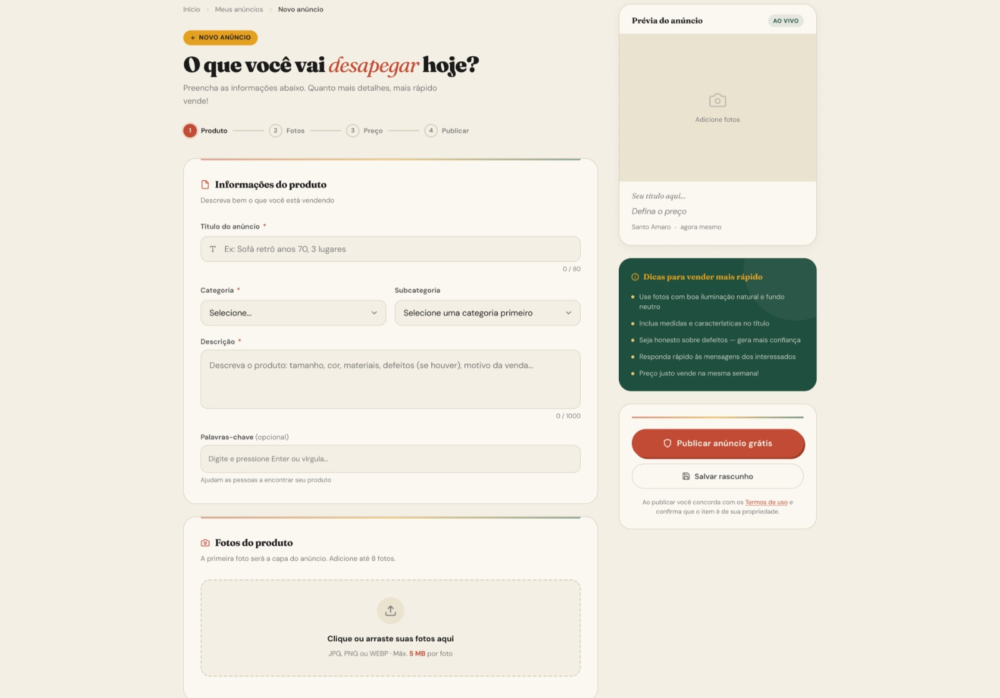 Início › Meus anúncios › Novo anúncio
+ NOVO ANÚNCIO
O que você vai desapegar hoje?
Preencha as informações abaixo. Quanto mais detalhes, mais rápido
vende!
1 Produto 2 Fotos 3 Preço 4 Publicar
Informações do produto
Descreva bem o que você está vendendo
Título do anúncio *
T Ex: Sofá retrô anos 70, 3 lugares
0 / 80
Categoria * Subcategoria
Selecione... Selecione uma categoria primeiro
Descrição *
Descreva o produto: tamanho, cor, materiais, defeitos (se houver), motivo da venda...
0 / 1000
Palavras-chave (opcional)
Digite e pressione Enter ou vírgula...
Ajudam as pessoas a encontrar seu produto
Fotos do produto
A primeira foto será a capa do anúncio. Adicione até 8 fotos.
Clique ou arraste suas fotos aqui
JPG, PNG ou WEBP · Máx. 5 MB por foto
Prévia do anúncio AO VIVO
Adicione fotos
Seu título aqui...
Defina o preço
Santo Amaro · agora mesmo
Dicas para vender mais rápido
Use fotos com boa iluminação natural e fundo
neutro
Inclua medidas e características no título
Seja honesto sobre defeitos — gera mais confiança
Responda rápido às mensagens dos interessados
Preço justo vende na mesma semana!
Publicar anúncio grátis
Salvar rascunho
Ao publicar você concorda com os Termos de uso e
confirma que o item é de sua propriedade.